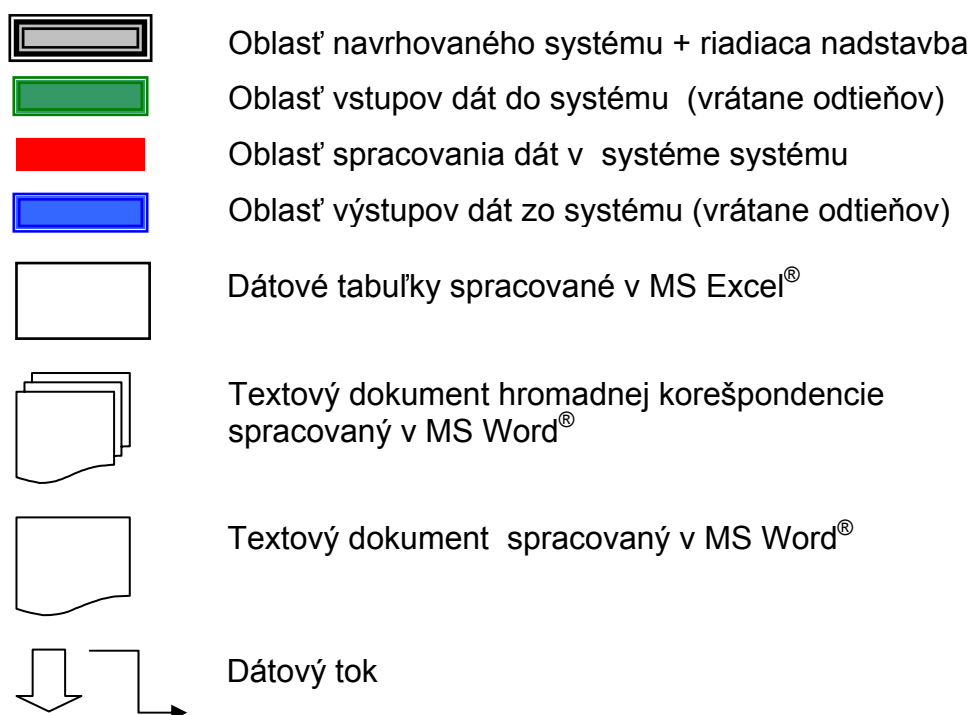 Oblasť navrhovaného systému + riadiaca nadstavba
Oblasť vstupov dát do systému (vrátane odtieňov)
Oblasť spracovania dát v systéme systému
Oblasť výstupov dát zo systému (vrátane odtieňov)
Dátové tabuľky spracované v MS Excel®
Textový dokument hromadnej korešpondencie
spracovaný v MS Word®
Textový dokument spracovaný v MS Word®
Dátový tok